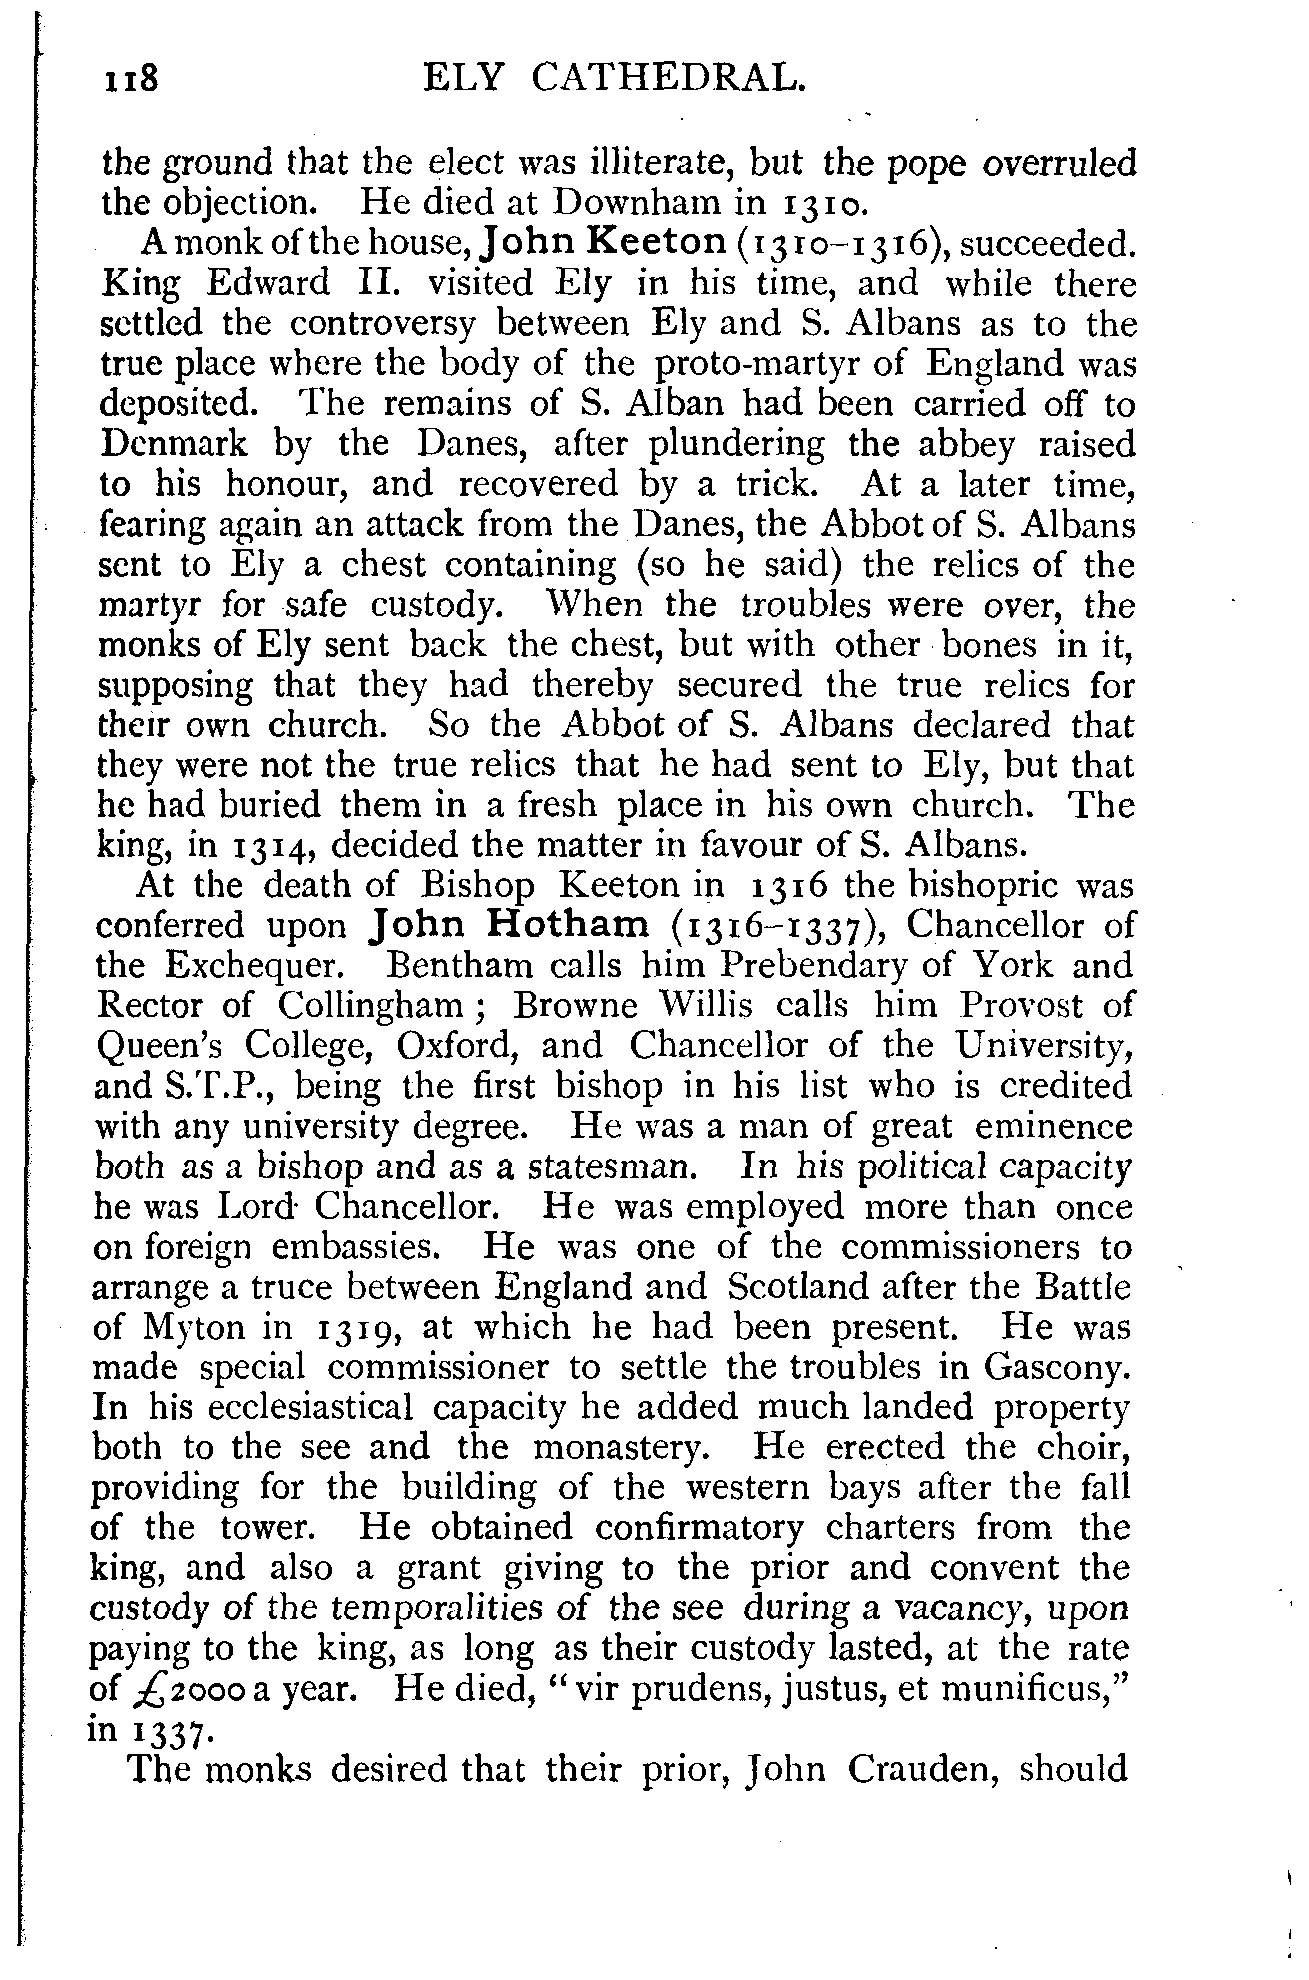 118 ELY CATHEDRAL.
the ground that the elect was illiterate, but the pope overruled
the objection. He died at Downham in 1310.
A monk of the house, John Keeton (1310–1316), succeeded.
King Edward II. visited Ely in his time, and while there
settled the controversy between Ely and S. Albans as to the
true place where the body of the proto-martyr of England was
deposited. The remains of S. Alban had been carried off to
Denmark by the Danes, after plundering the abbey raised
to his honour, and recovered by a trick. At a later time,
fearing again an attack from the Danes, the Abbot of S. Albans
sent to Ely a chest containing (so he said) the relics of the
martyr for safe custody. When the troubles were over, the
monks of Ely sent back the chest, but with other bones in it,
supposing that they had thereby secured the true relics for
their own church. So the Abbot of S. Albans declared that
they were not the true relics that he had sent to Ely, but that
he had buried them in a fresh place in his own church. The
king, in 1314, decided the matter in favour of S. Albans.
At the death of Bishop Keeton in 1316 the bishopric was
conferred upon John Hotham (1316–1337), Chancellor of
the Exchequer. Bentham calls him Prebendary of York and
Rector of Collingham ; Browne Willis calls him Provost of
Queen's College, Oxford, and Chancellor of the University,
and S.T.P., being the first bishop in his list who is credited
with any university degree. He was a man of great eminence
both as a bishop and as a statesman. In his political capacity
he was Lord Chancellor. He was employed more than once
on foreign embassies. He was one of the commissioners to
arrange a truce between England and Scotland after the Battle
of Myton in 1319, at which he had been present. He was
made special commissioner to settle the troubles in Gascony.
In his ecclesiastical capacity he added much landed property
both to the see and the monastery. He erected the choir,
providing for the building of the western bays after the fall
of the tower. He obtained confirmatory charters from the
king, and also a grant giving to the prior and convent the
custody of the temporalities of the see during a vacancy, upon
paying to the king, as long as their custody lasted, at the rate
of £2000 a year. He died, "vir prudens, justus, et munificus,"
in 1337.
The monks desired that their prior, John Crauden, should